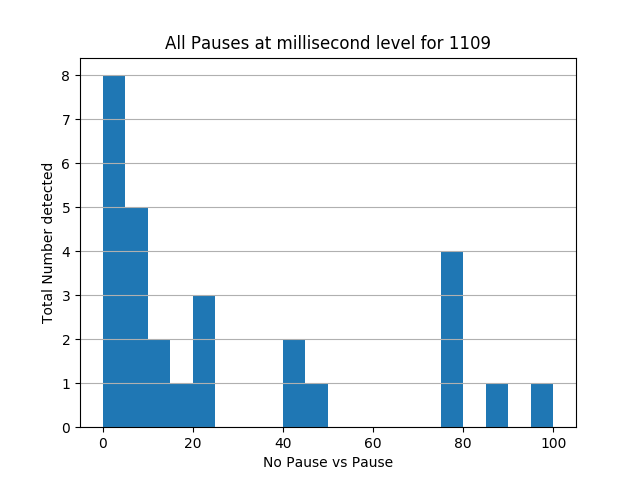 All Pauses at millisecond level for 1109
8
7
6
5
4
3
2
1
0
Total Number detected
0 20 40 60 80 100
No Pause vs Pause